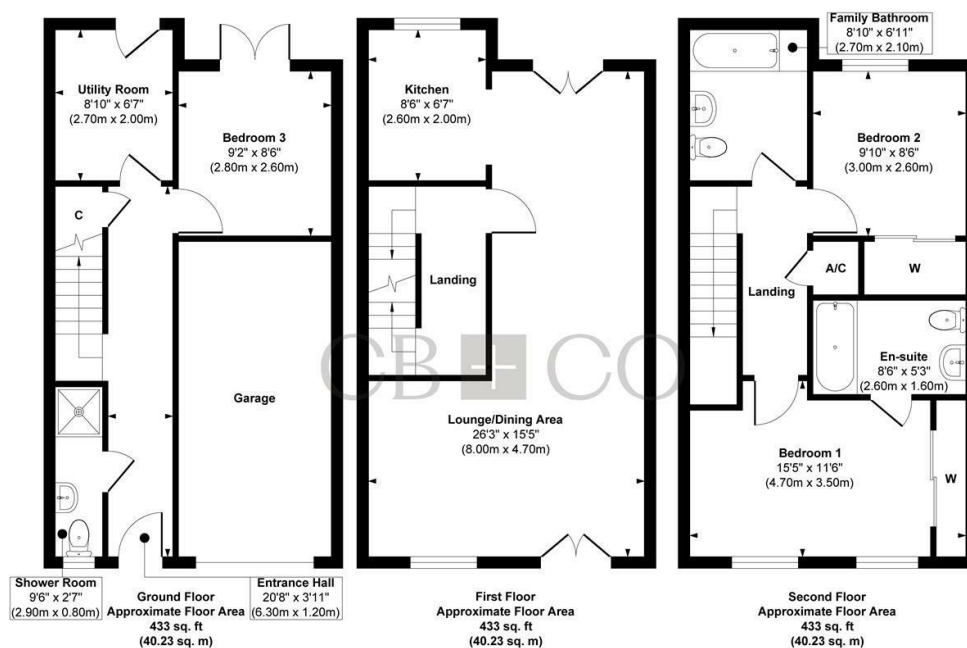 Utility Room
8'10" x 6'7"
(2.70m x 2.00m)
Bedroom 3
9'2" x 8'6"
(2.80m x 2.60m)
C
Garage
Shower Room
9'6" x 2'7"
(2.90m x 0.80m)
Entrance Hall
20'8" x 3'11"
(6.30m x 1.20m)
Ground Floor
Approximate Floor Area
433 sq. ft
(40.23 sq. m)
Kitchen
8'6" x 6'7"
(2.60m x 2.00m)
Landing
CB + CO
Lounge/Dining Area
26'3" x 15'5"
(8.00m x 4.70m)
First Floor
Approximate Floor Area
433 sq. ft
(40.23 sq. m)
Family Bathroom
8'10" x 6'11"
(2.70m x 2.10m)
Bedroom 2
9'10" x 8'6"
(3.00m x 2.60m)
A/C
W
Landing
En-suite
8'6" x 5'3"
(2.60m x 1.60m)
Bedroom 1
15'5" x 11'6"
(4.70m x 3.50m)
W
Second Floor
Approximate Floor Area
433 sq. ft
(40.23 sq. m)